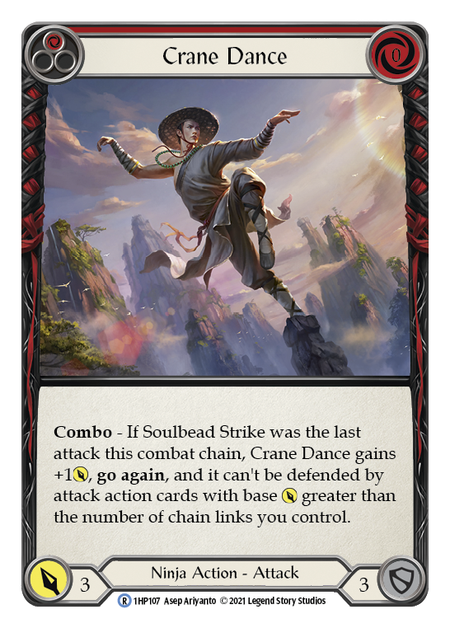 Crane Dance
0
Combo - If Soulbead Strike was the last
attack this combat chain, Crane Dance gains
+1, go again, and it can't be defended by
attack action cards with base greater than
the number of chain links you control.
3
Ninja Action - Attack
3
R 1HP107 Asep Ariyanto © 2021 Legend Story Studios